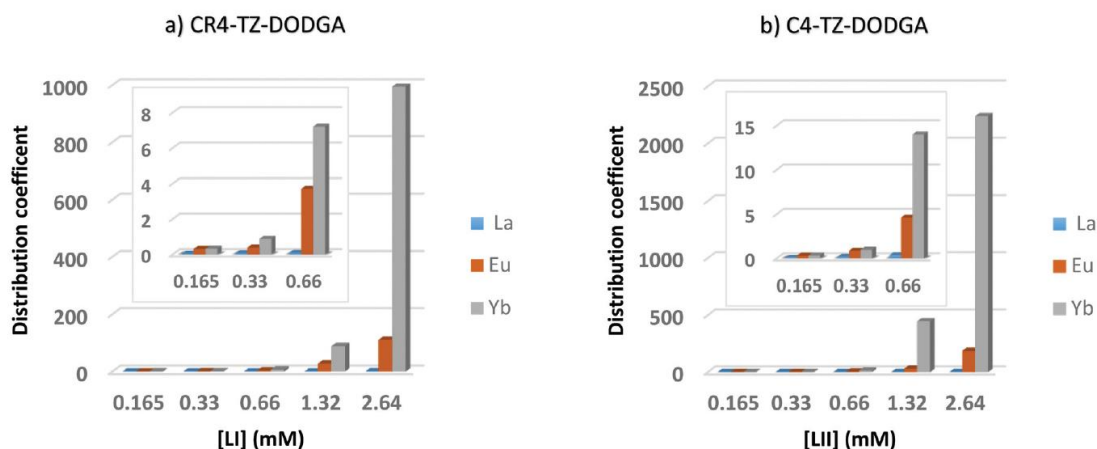 a) CR4-TZ-DODGA
Distribution coefficent
1000
800
600
400
200
0
8
6
4
2
0
0.165 0.33 0.66
La
Eu
Yb
0.165 0.33 0.66 1.32 2.64
[LI] (mM)
b) C4-TZ-DODGA
Distribution coefficent
2500
2000
1500
1000
500
0
15
10
5
0
0.165 0.33 0.66
La
Eu
Yb
0.165 0.33 0.66 1.32 2.64
[LII] (mM)